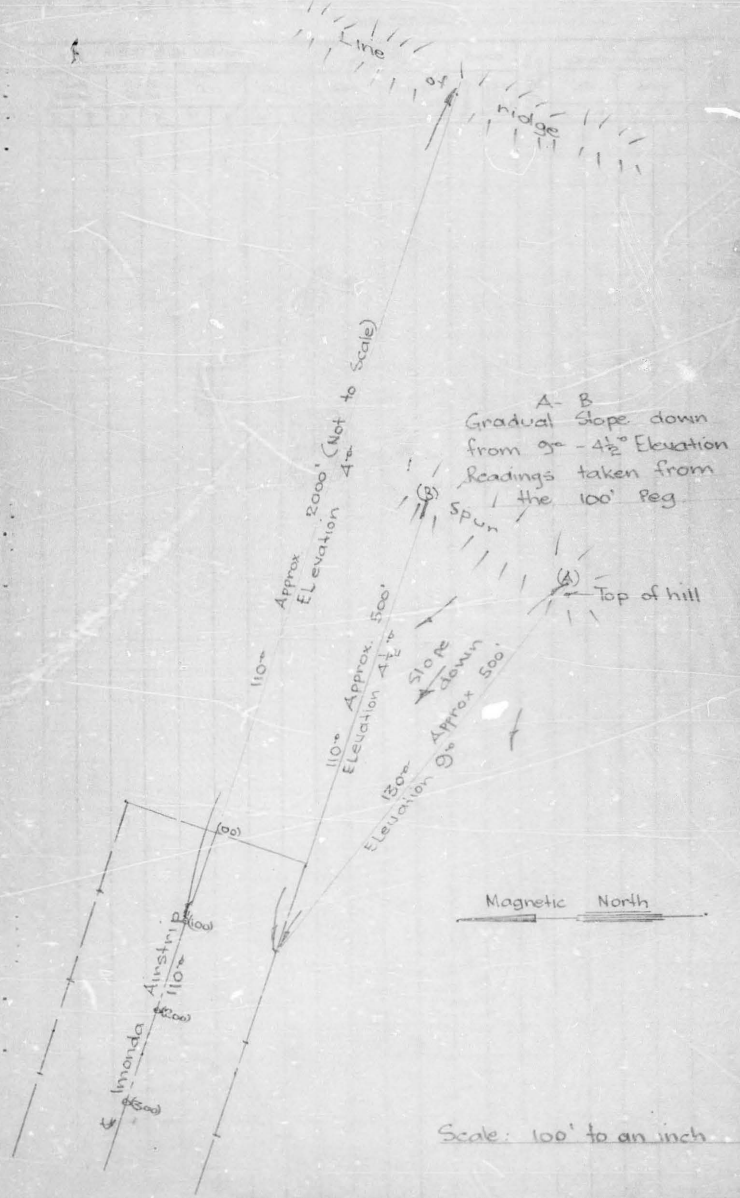 Line of ridge
Approx 2000' (Not to Scale)
110°
ELevation 4°
A- B
Gradual Slope down
from 9° - 4½° Elevation
Readings taken from
the 100' Peg
(B)
Spur
(A)
Top of hill
110° Approx. 500'
ELevation 4½°
Slope
down
130° Approx 500'
Elevation 9°
(00)
(100)
(200)
(300)
Imonda Airstrip
110°
Magnetic North
Scale: 100' to an inch